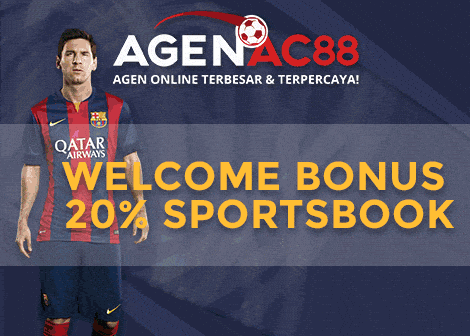 AGENAC88
AGEN ONLINE TERBESAR & TERPERCAYA!
QATAR
AIRWAYS
WELCOME BONUS
20% SPORTSBOOK